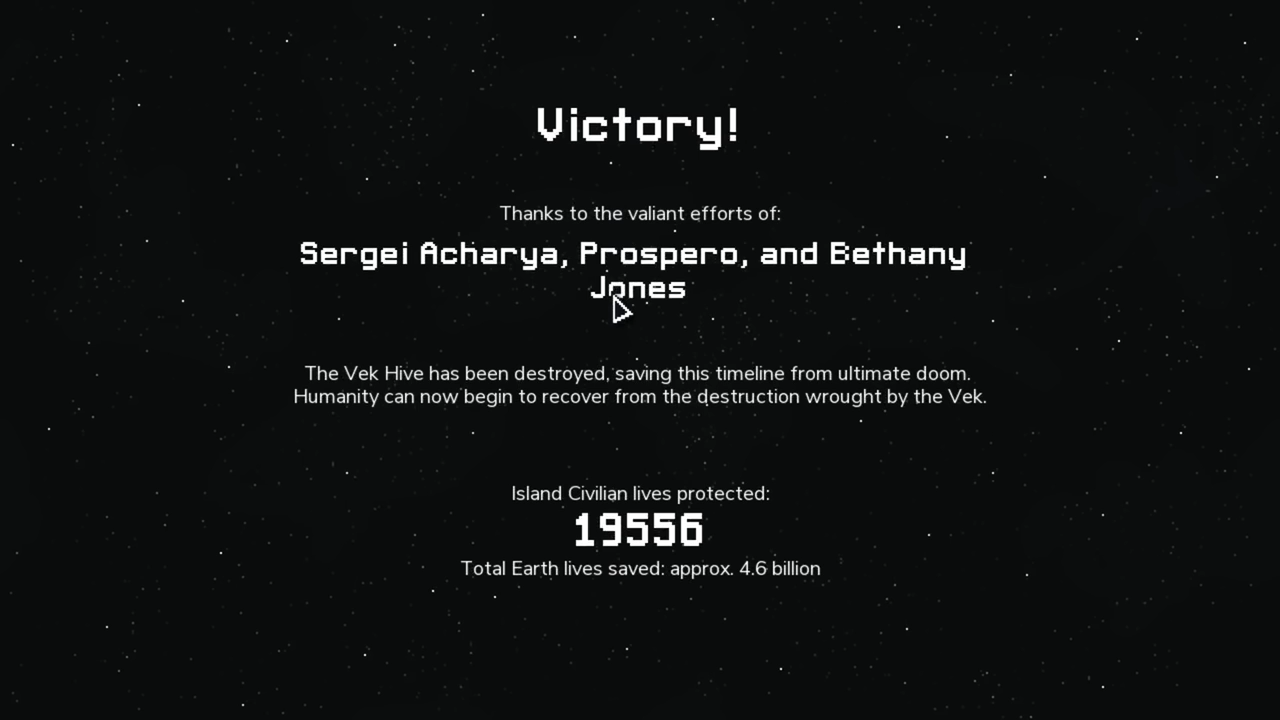 Victory!
Thanks to the valiant efforts of:
Sergei Acharya, Prospero, and Bethany
Jones
The Vek Hive has been destroyed, saving this timeline from ultimate doom.
Humanity can now begin to recover from the destruction wrought by the Vek.
Island Civilian lives protected:
19556
Total Earth lives saved: approx. 4.6 billion